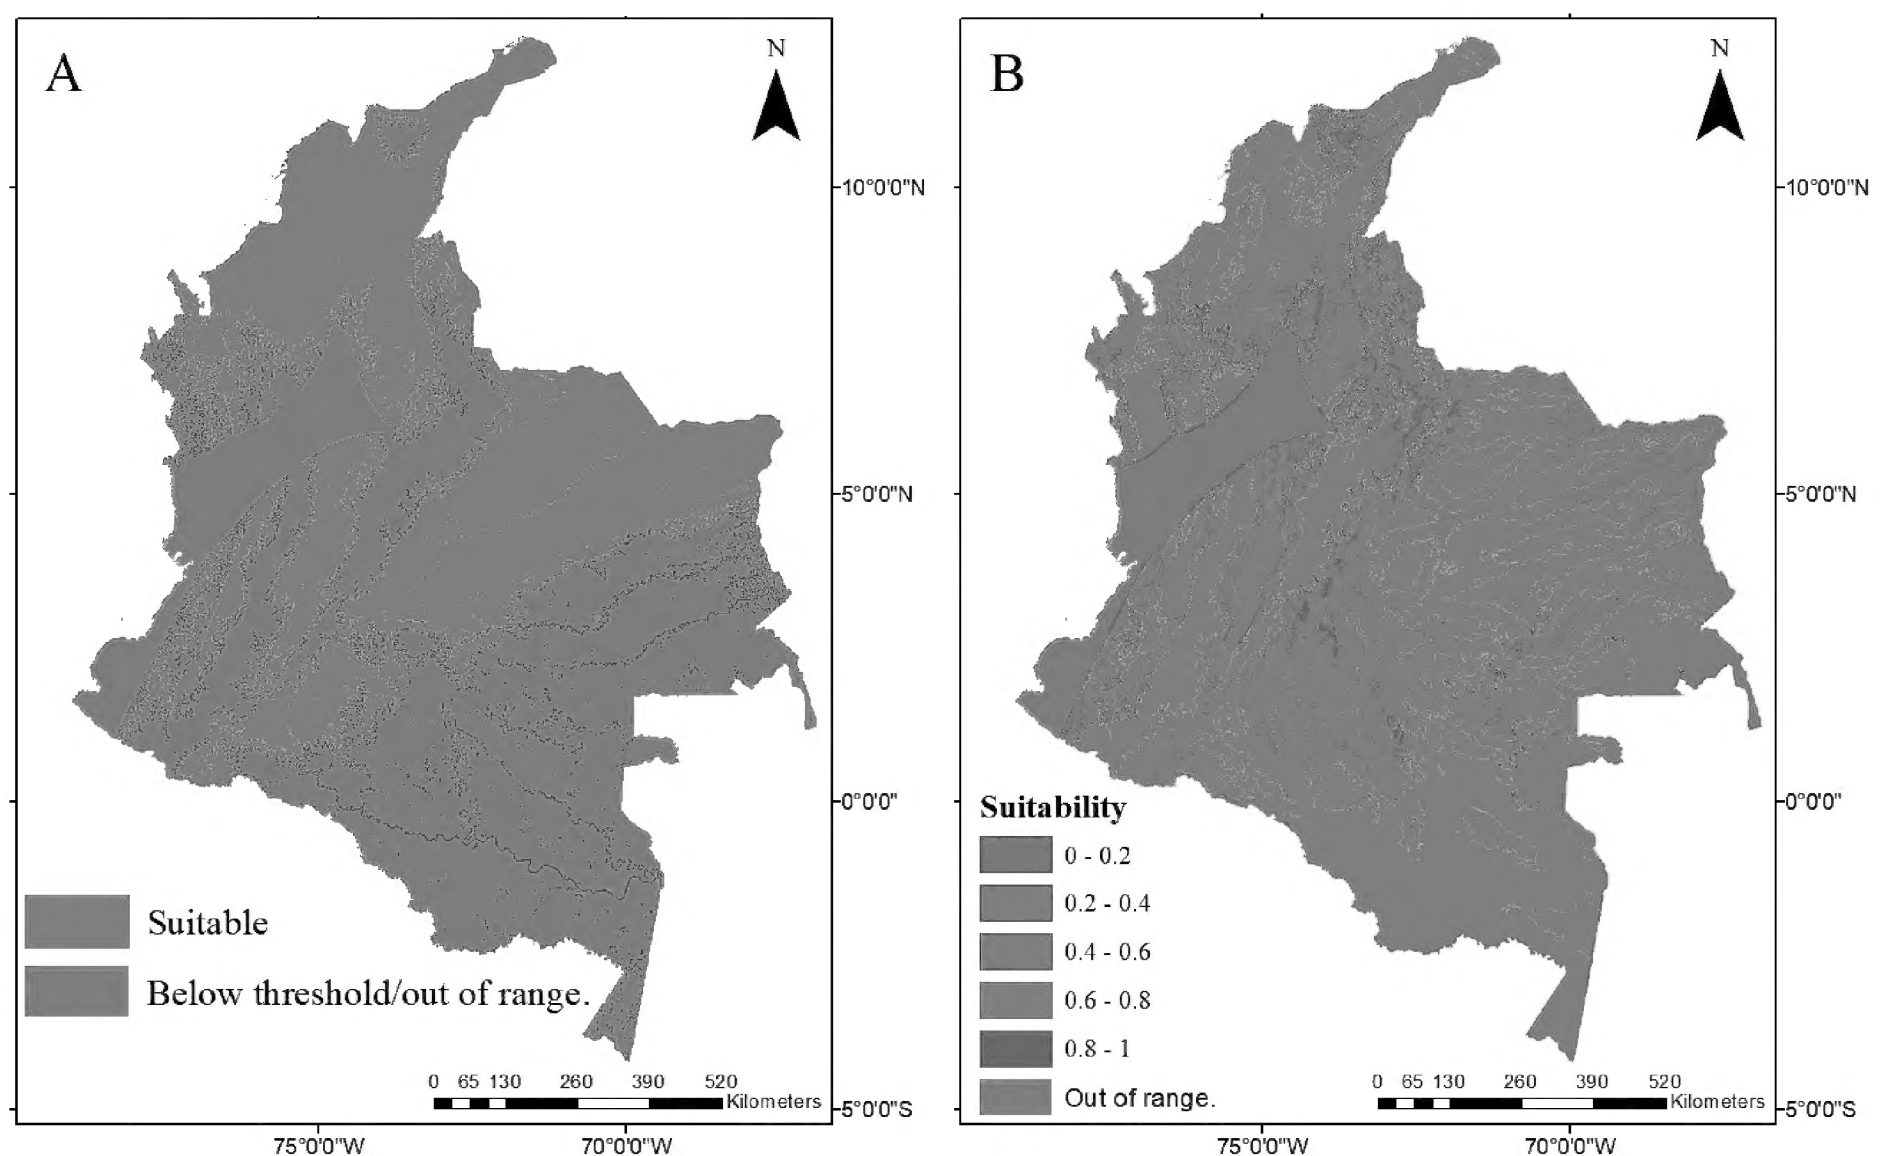 A
N
10°0'0"N
5°0'0"N
0°0'0"
5°0'0"S
75°0'0"W
70°0'0"W
Suitable
Below threshold/out of range.
0 65 130 260 390 520
Kilometers
B
N
10°0'0"N
5°0'0"N
0°0'0"
5°0'0"S
75°0'0"W
70°0'0"W
Suitability
0 - 0.2
0.2 - 0.4
0.4 - 0.6
0.6 - 0.8
0.8 - 1
Out of range.
0 65 130 260 390 520
Kilometers